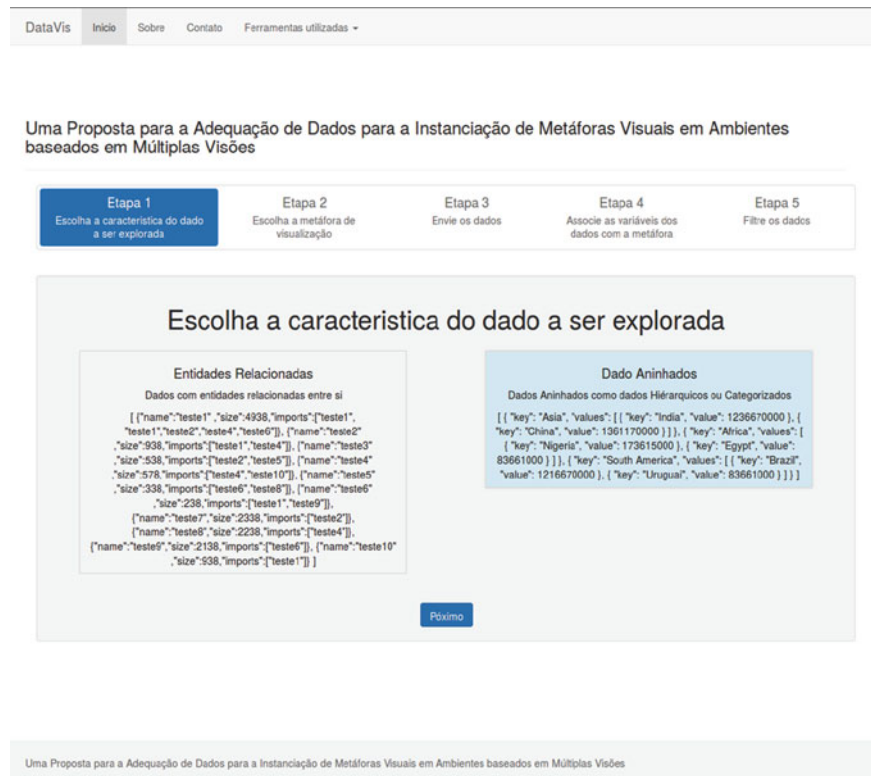 DataVis Início Sobre Contato Ferramentas utilizadas
Uma Proposta para a Adequação de Dados para a Instanciação de Metáforas Visuais em Ambientes
baseados em Múltiplas Visões
Etapa 1
Escolha a caracteristica do dado
a ser explorada
Etapa 2
Escolha a metáfora de
visualização
Etapa 3
Envie os dados
Etapa 4
Associe as variáveis dos
dados com a metáfora
Etapa 5
Filtre os dados
Escolha a caracteristica do dado a ser explorada
Entidades Relacionadas
Dados com entidades relacionadas entre si
[ {"name":"teste1" ,"size":4938,"imports":["teste1",
"teste1","teste2","teste4","teste6"]}, {"name":"teste2"
,"size":938,"imports":["teste1","teste4"]}, {"name":"teste3"
,"size":538,"imports":["teste2","teste5"]}, {"name":"teste4"
,"size":578,"imports":["teste4","teste10"]}, {"name":"teste5"
,"size":338,"imports":["teste6","teste8"]}, {"name":"teste6"
,"size":238,"imports":["teste1","teste9"]},
{"name":"teste7","size":2338,"imports":["teste2"]},
{"name":"teste8","size":2238,"imports":["teste4"]},
{"name":"teste9","size":2138,"imports":["teste6"]}, {"name":"teste10"
,"size":938,"imports":["teste1"]} ]
Dado Aninhados
Dados Aninhados como dados Hiérarquicos ou Categorizados
[ { "key": "Asia", "values": [ { "key": "India", "value": 1236670000 }, {
"key": "China", "value": 1361170000 } ] }, { "key": "Africa", "values": [
{ "key": "Nigeria", "value": 173615000 }, { "key": "Egypt", "value":
83661000 } ] }, { "key": "South America", "values": [ { "key": "Brazil",
"value": 1216670000 }, { "key": "Uruguai", "value": 83661000 } ] } ]
Póximo
Uma Proposta para a Adequação de Dados para a Instanciação de Metáforas Visuais em Ambientes baseados em Múltiplas Visões